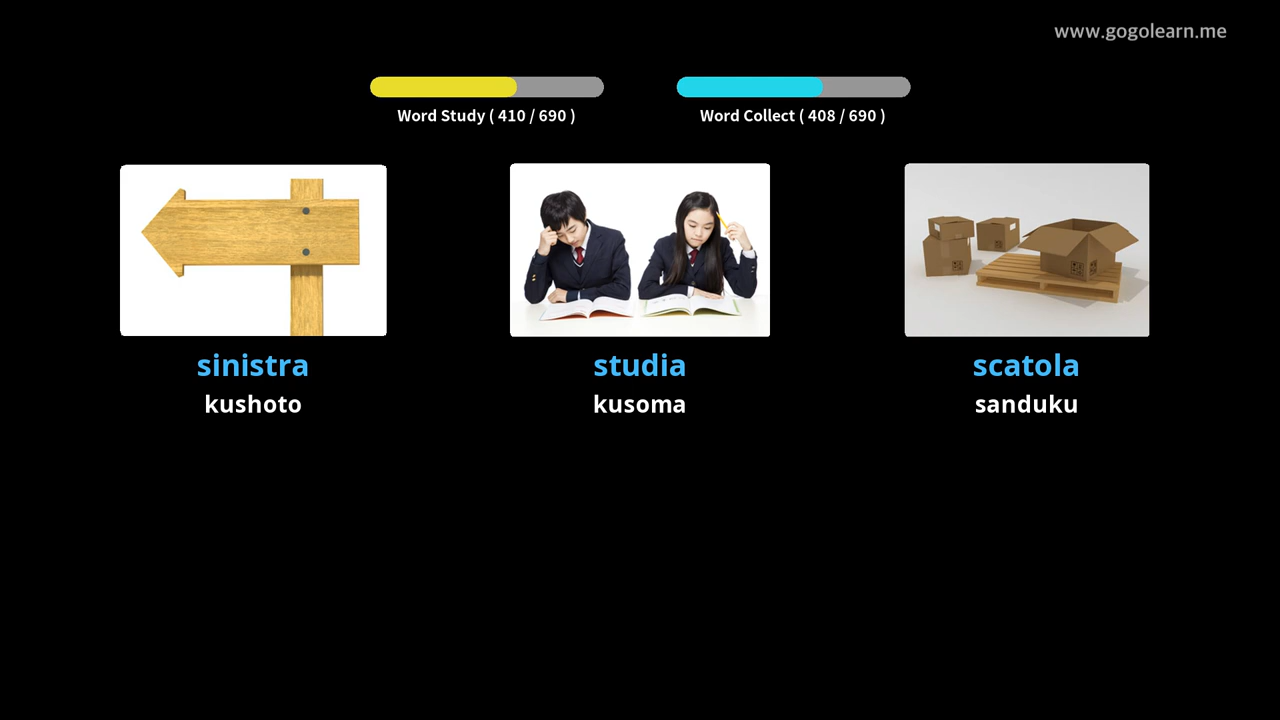 www.gogolearn.me
Word Study ( 410 / 690 )
Word Collect ( 408 / 690 )
sinistra
kushoto
studia
kusoma
scatola
sanduku